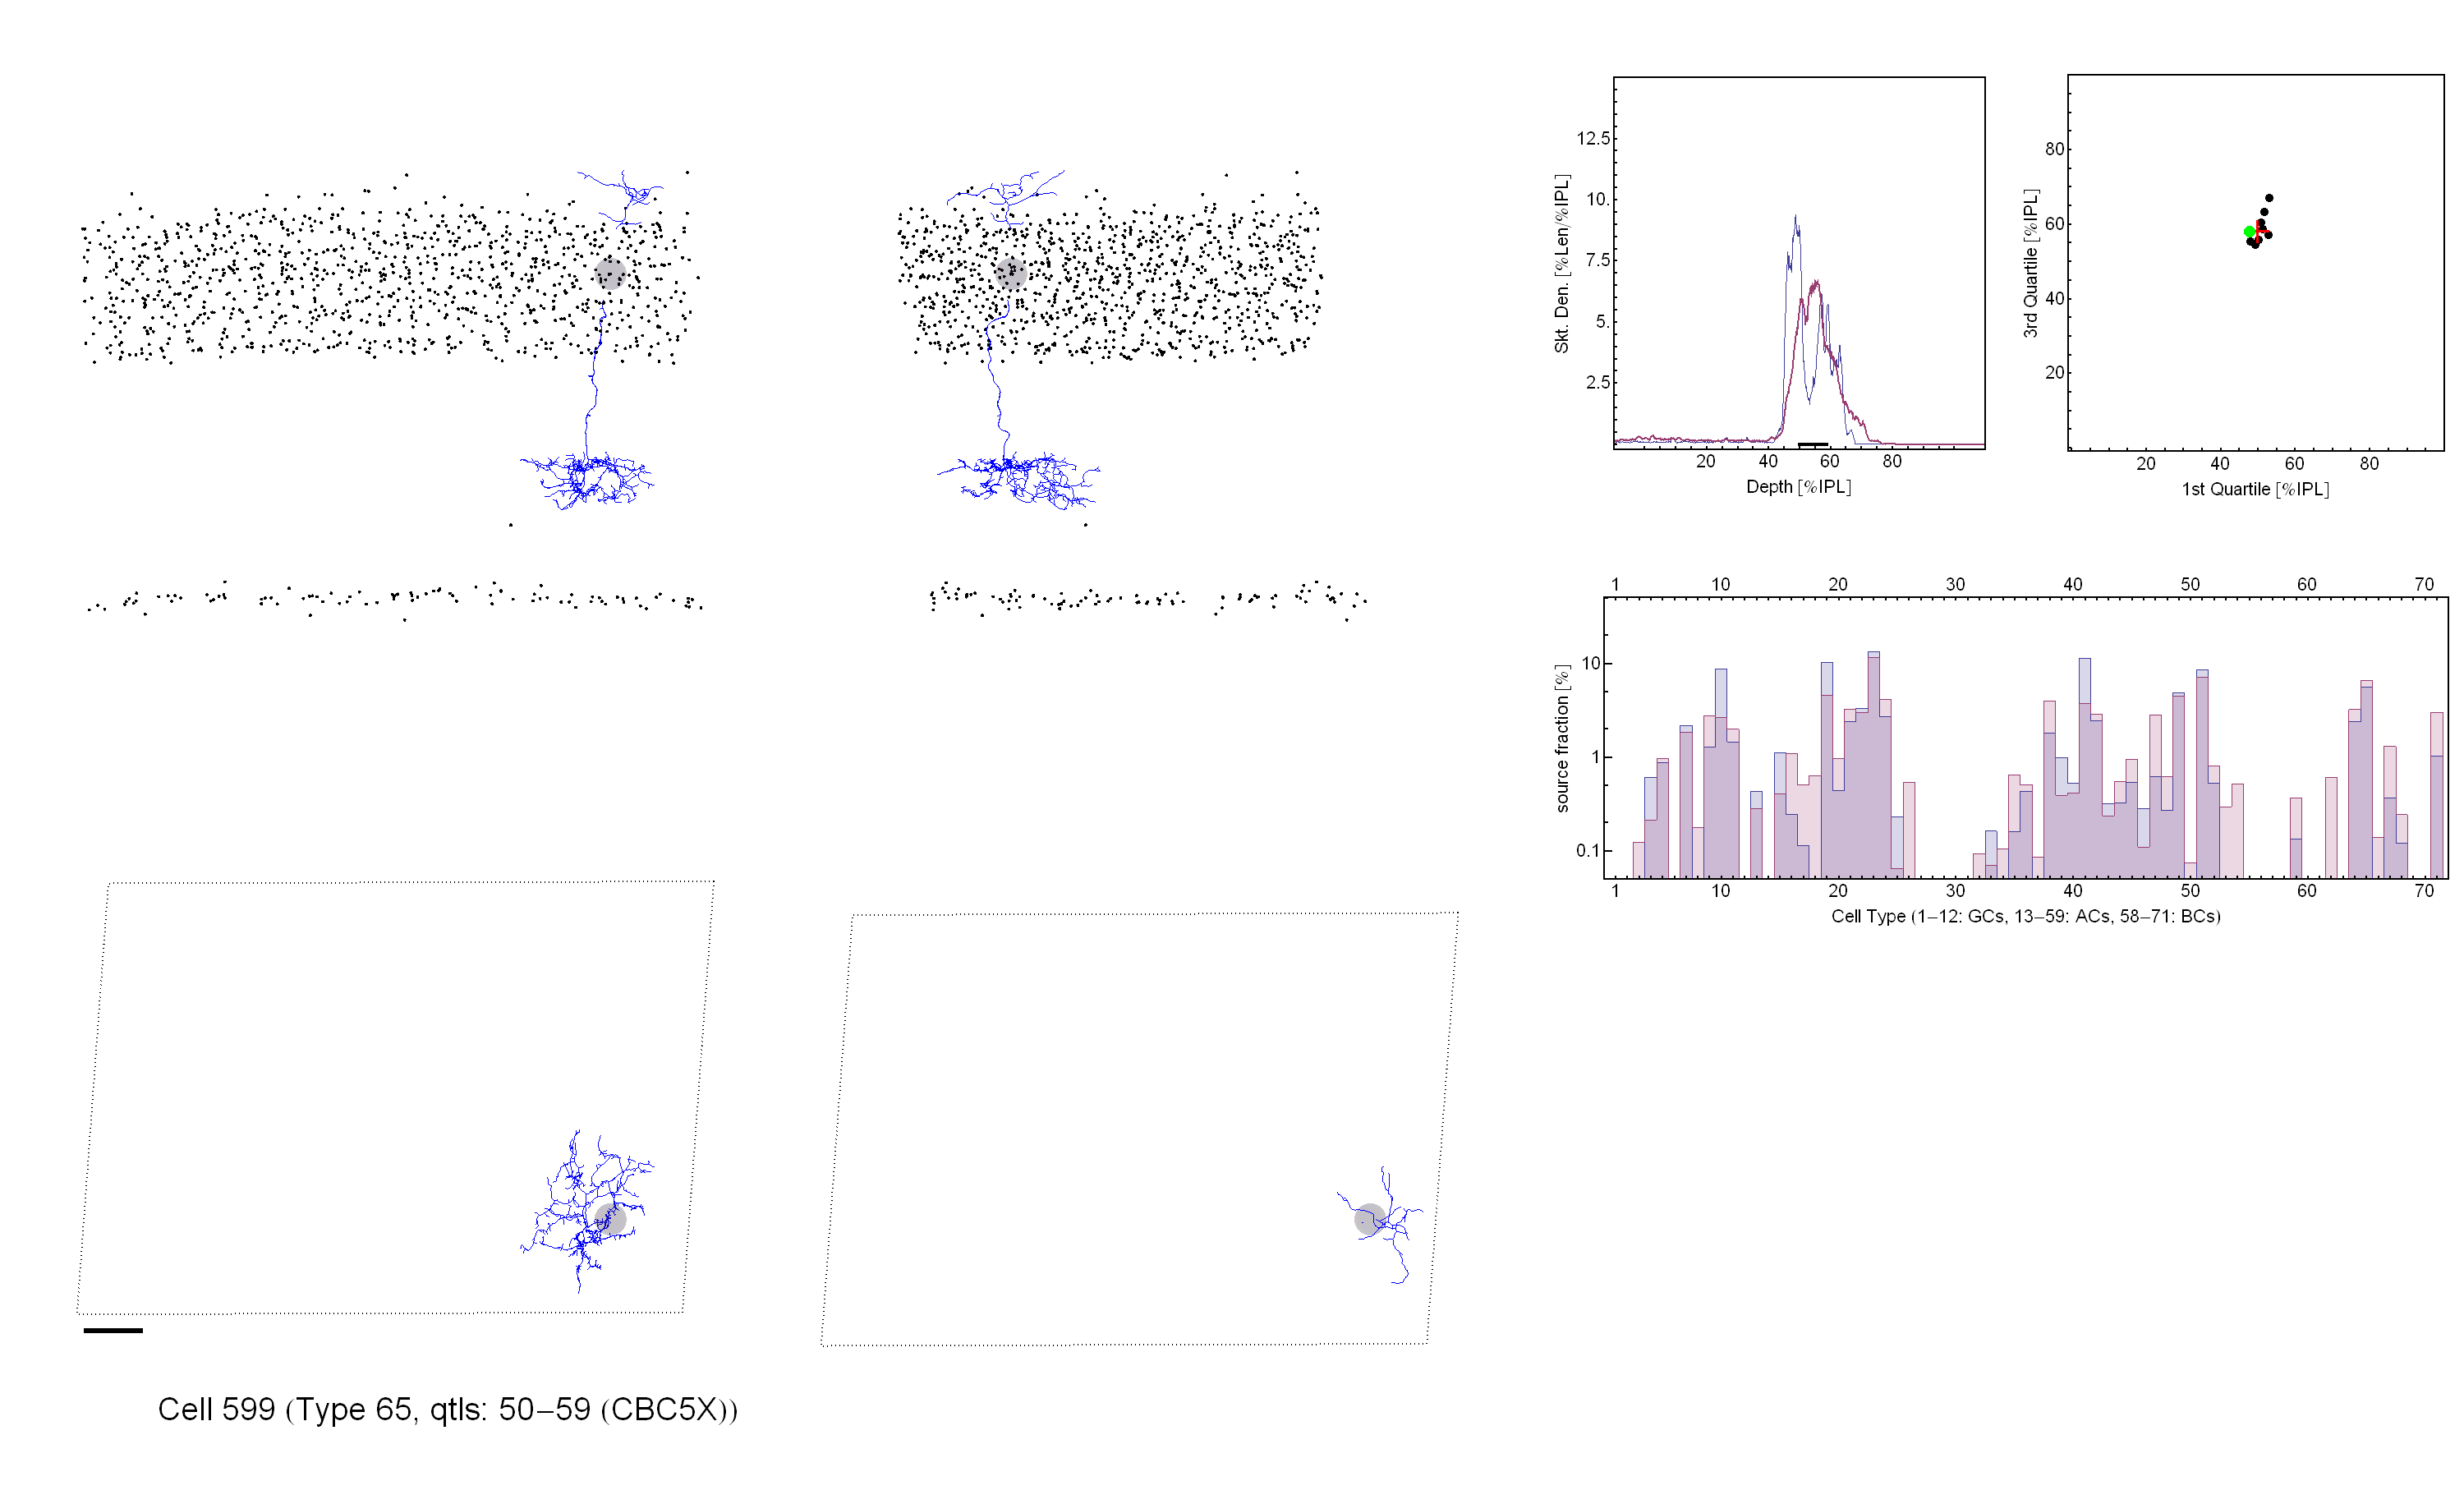 12.5
10.
7.5
5.
2.5
Skt. Den. [%Len/%IPL]
20 40 60 80
Depth [%IPL]
80
60
40
20
3rd Quartile [%IPL]
20 40 60 80
1st Quartile [%IPL]
1 10 20 30 40 50 60 70
10
1
0.1
source fraction [%]
1 10 20 30 40 50 60 70
Cell Type (1–12: GCs, 13–59: ACs, 58–71: BCs)
Cell 599 (Type 65, qtls: 50–59 (CBC5X))